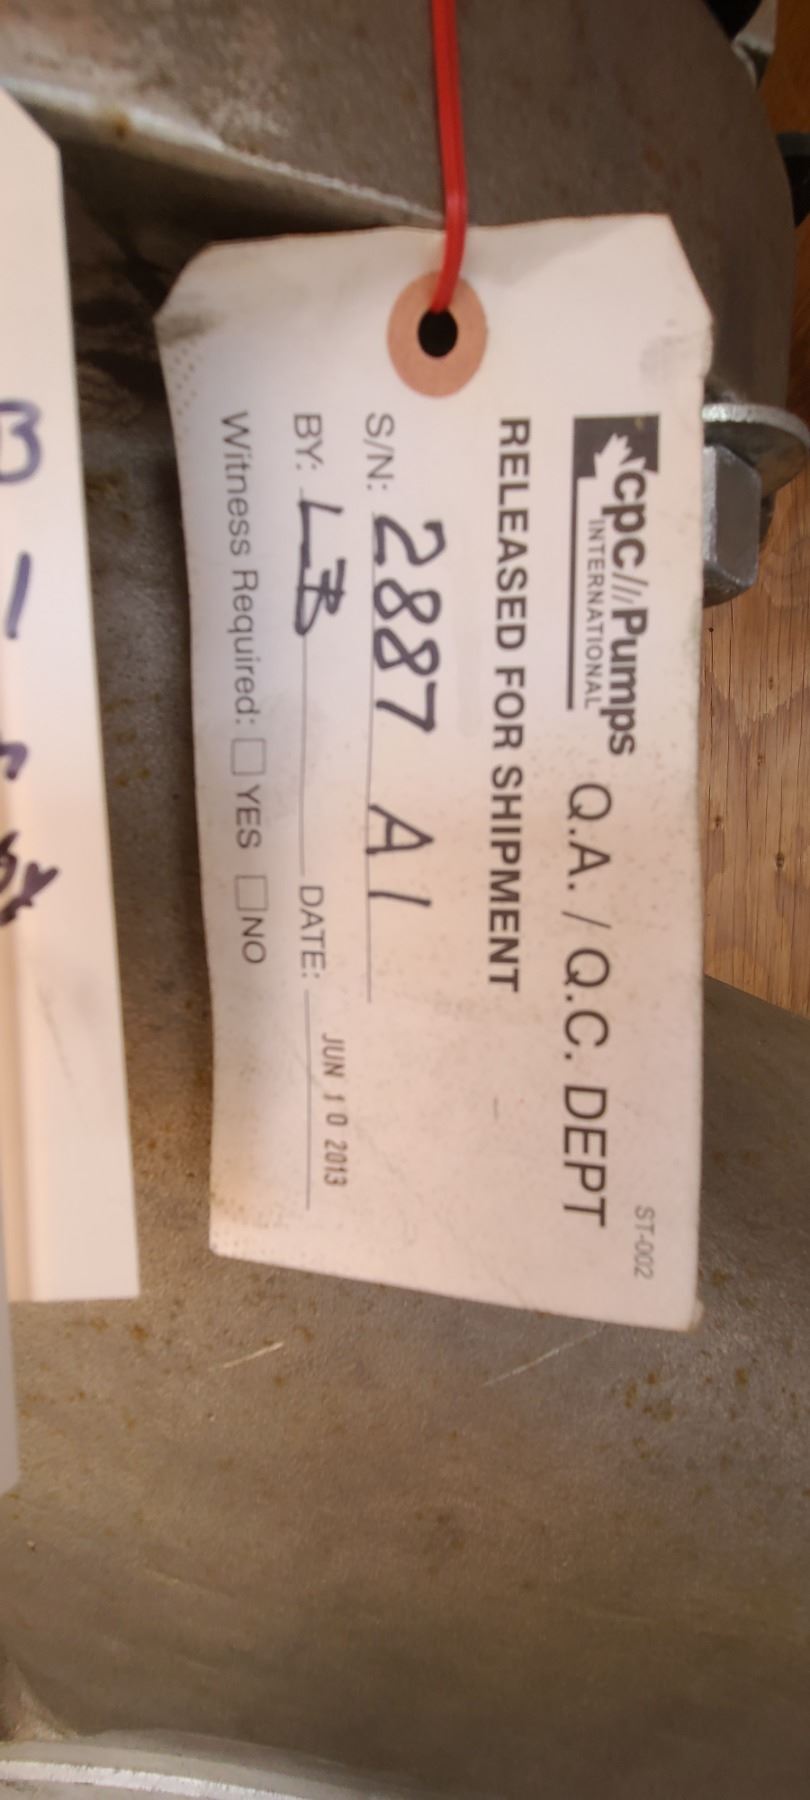 cpc///Pumps INTERNATIONAL Q.A. / Q.C. DEPT ST-002
RELEASED FOR SHIPMENT
S/N: 2887 A1
BY: LB DATE: JUN 10 2013
Witness Required: YES NO